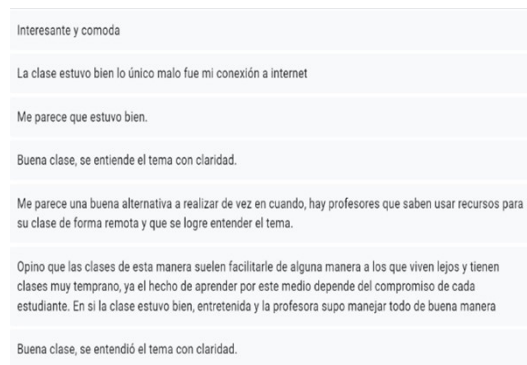 Interesante y comoda
La clase estuvo bien lo único malo fue mi conexión a internet
Me parece que estuvo bien.
Buena clase, se entiende el tema con claridad.
Me parece una buena alternativa a realizar de vez en cuando, hay profesores que saben usar recursos para
su clase de forma remota y que se logre entender el tema.
Opino que las clases de esta manera suelen facilitarle de alguna manera a los que viven lejos y tienen
clases muy temprano, ya el hecho de aprender por este medio depende del compromiso de cada
estudiante. En si la clase estuvo bien, entretenida y la profesora supo manejar todo de buena manera
Buena clase, se entendió el tema con claridad.